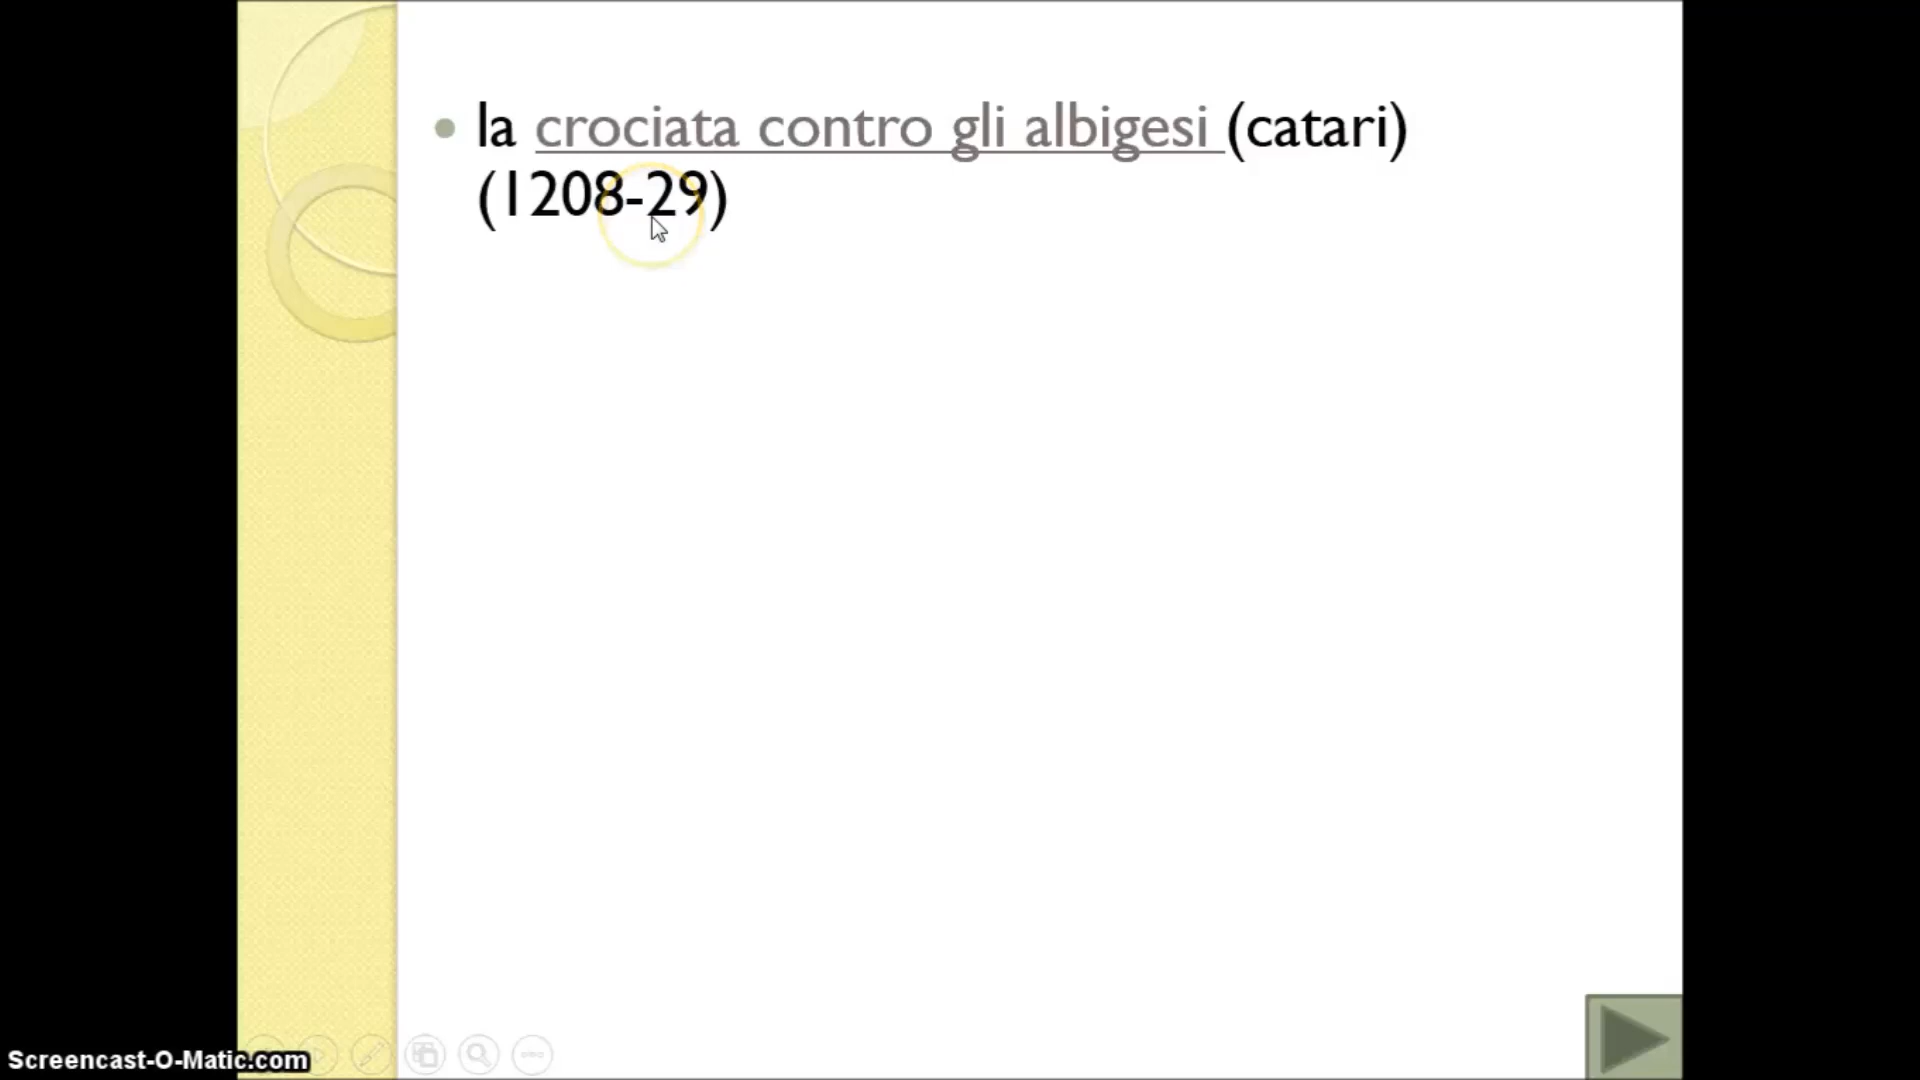 la crociata contro gli albigesi (catari)
(1208-29)
Screencast-O-Matic.com